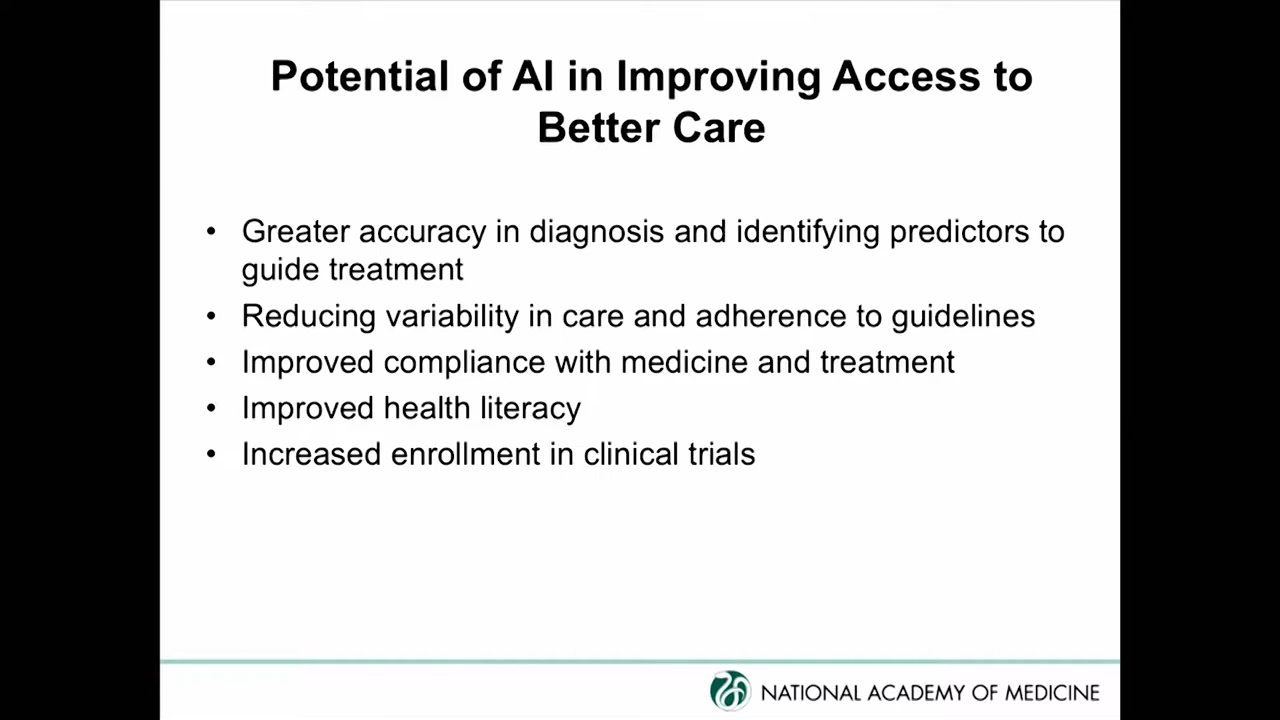 Potential of AI in Improving Access to
Better Care
• Greater accuracy in diagnosis and identifying predictors to
guide treatment
• Reducing variability in care and adherence to guidelines
• Improved compliance with medicine and treatment
• Improved health literacy
• Increased enrollment in clinical trials
NATIONAL ACADEMY OF MEDICINE